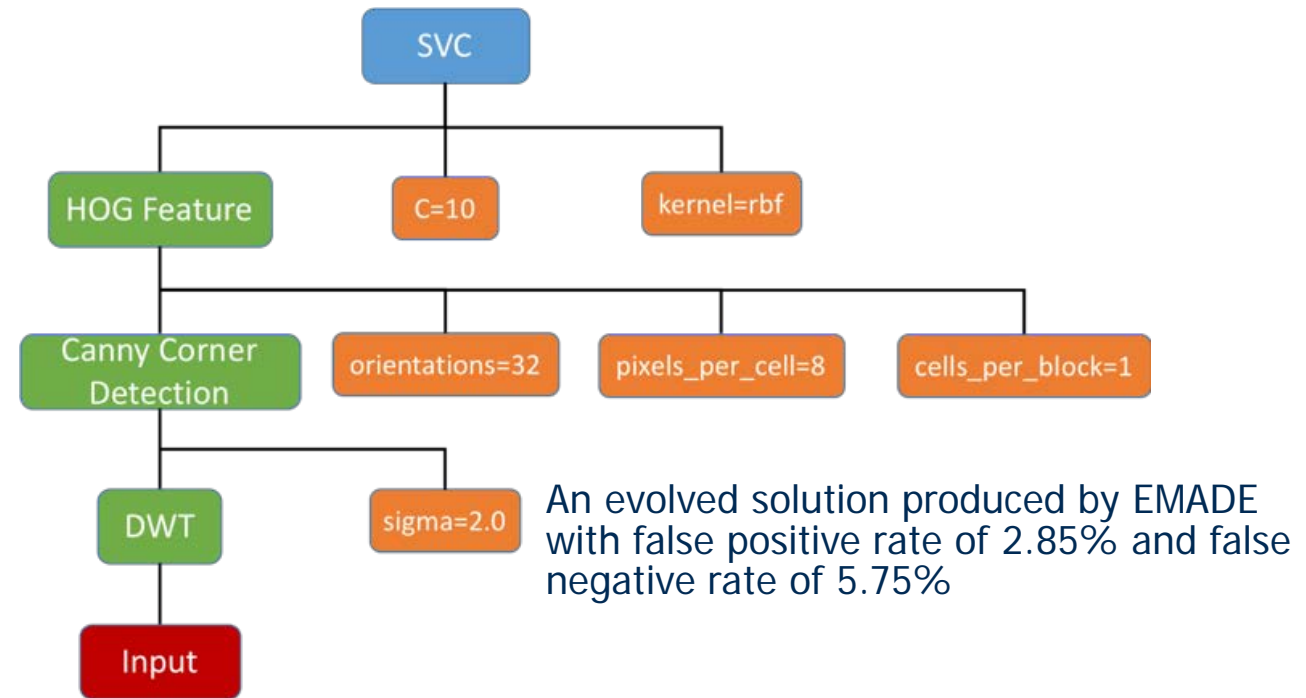 SVC
HOG Feature
C=10
kernel=rbf
Canny Corner
Detection
orientations=32
pixels_per_cell=8
cells_per_block=1
DWT
sigma=2.0
An evolved solution produced by EMADE
with false positive rate of 2.85% and false
negative rate of 5.75%
Input